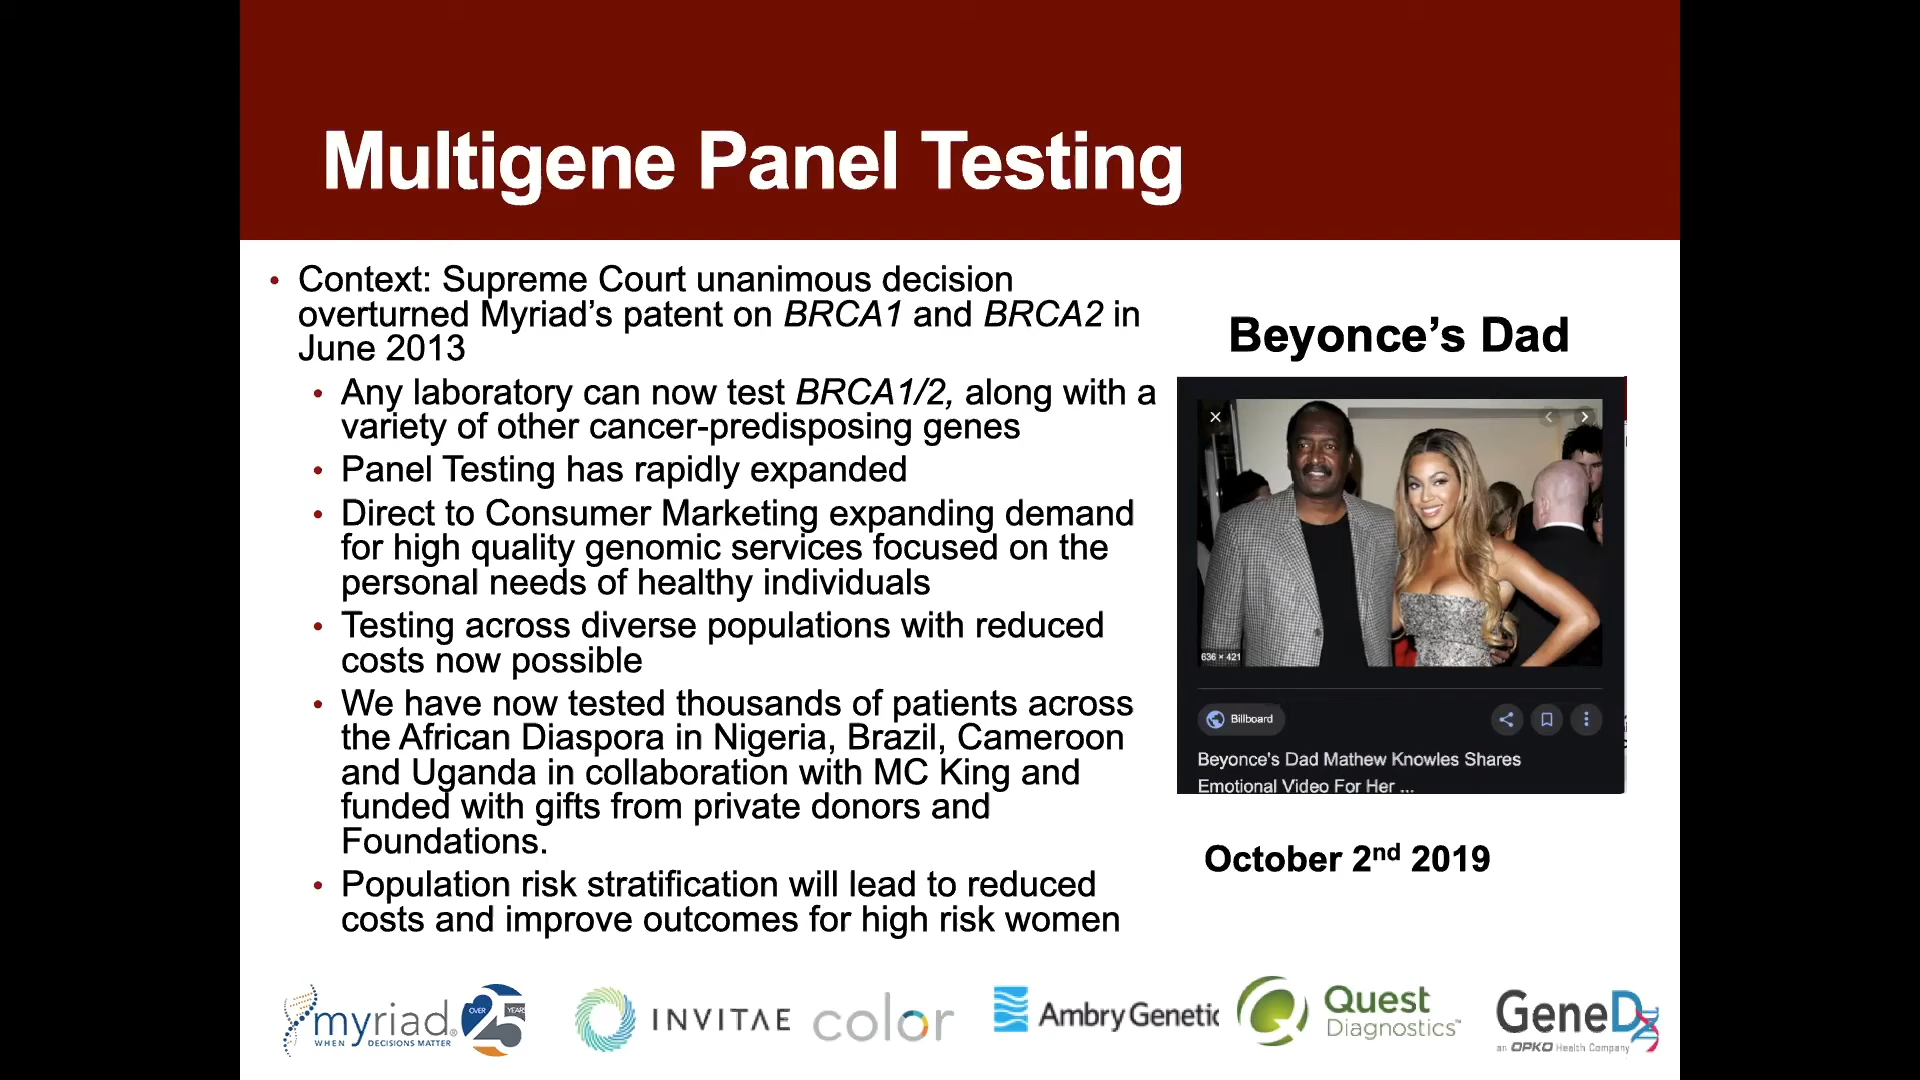 Multigene Panel Testing
• Context: Supreme Court unanimous decision
overturned Myriad’s patent on BRCA1 and BRCA2 in
June 2013
• Any laboratory can now test BRCA1/2, along with a
variety of other cancer-predisposing genes
• Panel Testing has rapidly expanded
• Direct to Consumer Marketing expanding demand
for high quality genomic services focused on the
personal needs of healthy individuals
• Testing across diverse populations with reduced
costs now possible
• We have now tested thousands of patients across
the African Diaspora in Nigeria, Brazil, Cameroon
and Uganda in collaboration with MC King and
funded with gifts from private donors and
Foundations.
• Population risk stratification will lead to reduced
costs and improve outcomes for high risk women
Beyonce’s Dad
636 × 421
Billboard
Beyonce's Dad Mathew Knowles Shares
Emotional Video For Her ...
October 2nd 2019
myriad®
WHEN DECISIONS MATTER
OVER 25 YEARS
INVITAE
color
Ambry Genetic
Quest
Diagnostics™
GeneDx
an OPKO Health Company